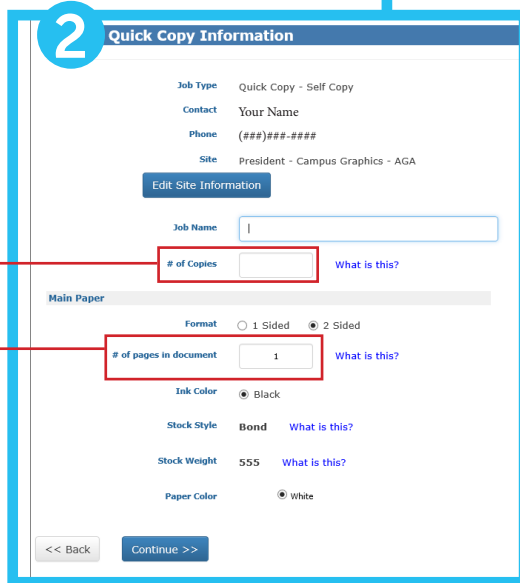 2
Quick Copy Information
Job Type Quick Copy - Self Copy
Contact Your Name
Phone (###)###-####
Site President - Campus Graphics - AGA
Edit Site Information
Job Name
# of Copies What is this?
Main Paper
Format 1 Sided 2 Sided
# of pages in document 1 What is this?
Ink Color Black
Stock Style Bond What is this?
Stock Weight 555 What is this?
Paper Color White
<< Back Continue >>